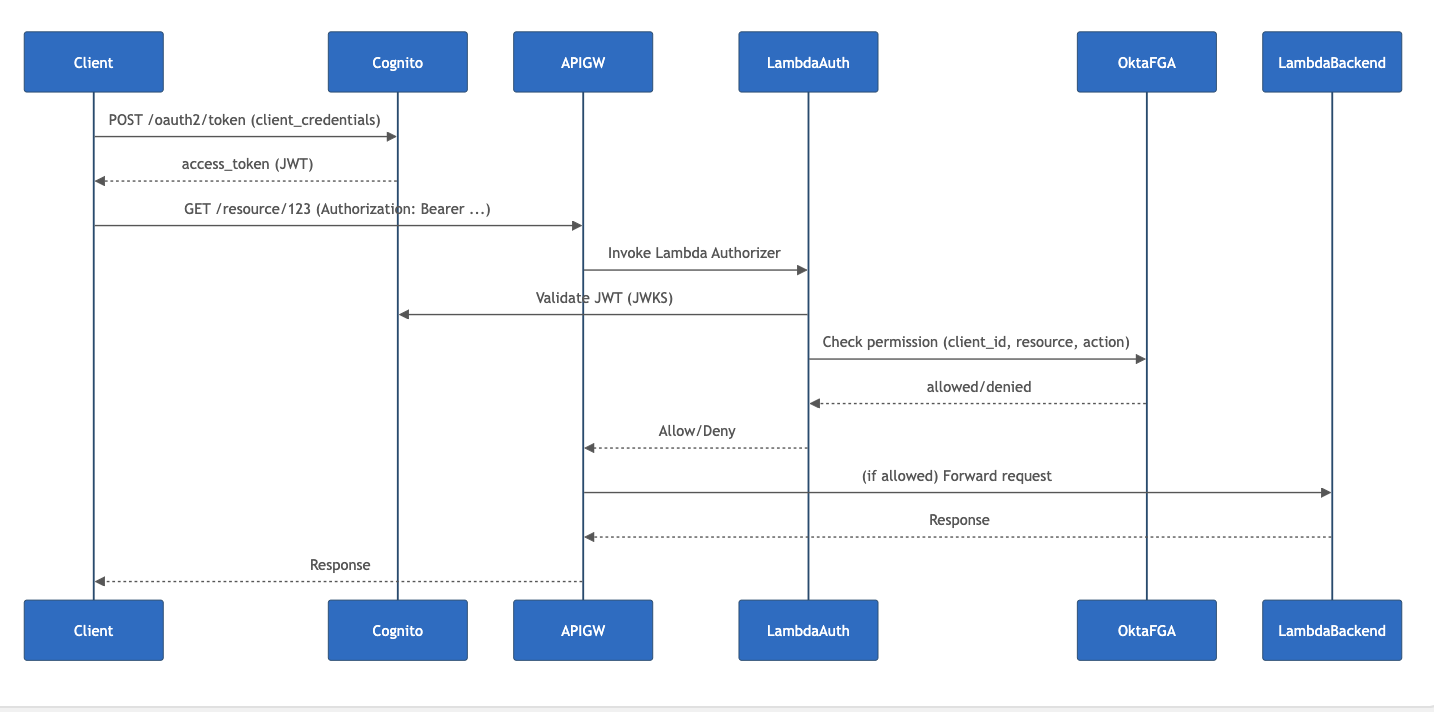 Client
Cognito
APIGW
LambdaAuth
OktaFGA
LambdaBackend
POST /oauth2/token (client_credentials)
access_token (JWT)
GET /resource/123 (Authorization: Bearer ...)
Invoke Lambda Authorizer
Validate JWT (JWKS)
Check permission (client_id, resource, action)
allowed/denied
Allow/Deny
(if allowed) Forward request
Response
Response
Client
Cognito
APIGW
LambdaAuth
OktaFGA
LambdaBackend